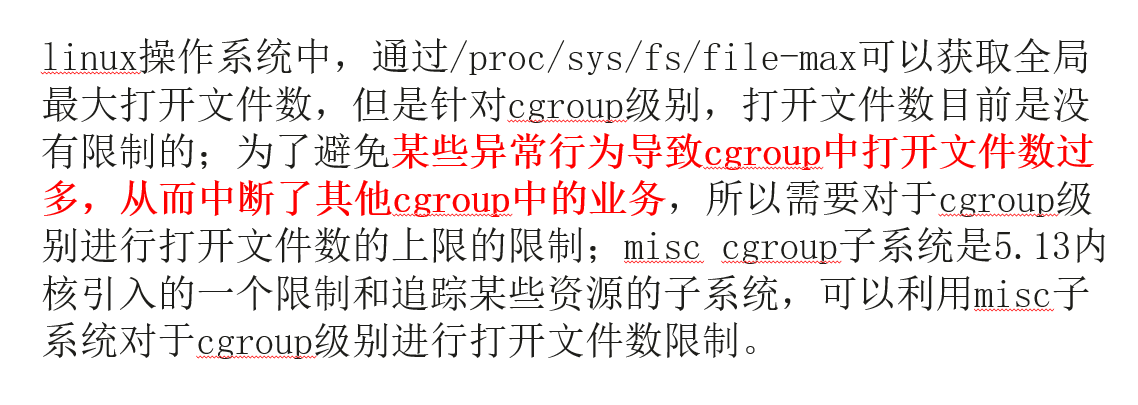 linux操作系统中，通过/proc/sys/fs/file-max可以获取全局
最大打开文件数，但是针对cgroup级别，打开文件数目前是没
有限制的；为了避免某些异常行为导致cgroup中打开文件数过
多，从而中断了其他cgroup中的业务，所以需要对于cgroup级
别进行打开文件数的上限的限制；misc cgroup子系统是5.13内
核引入的一个限制和追踪某些资源的子系统，可以利用misc子
系统对于cgroup级别进行打开文件数限制。